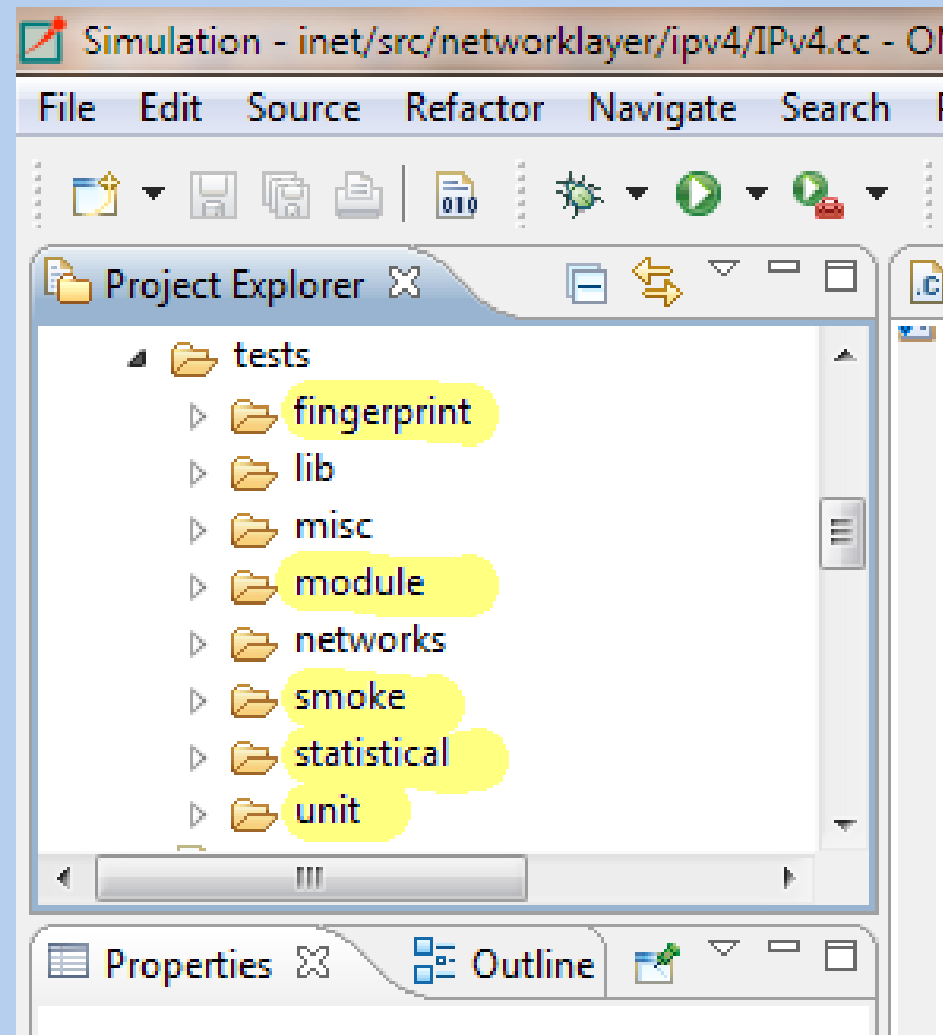 Simulation - inet/src/networklayer/ipv4/IPv4.cc -
File Edit Source Refactor Navigate Search
010
Project Explorer
.c
tests
fingerprint
lib
misc
module
networks
smoke
statistical
unit
Properties Outline